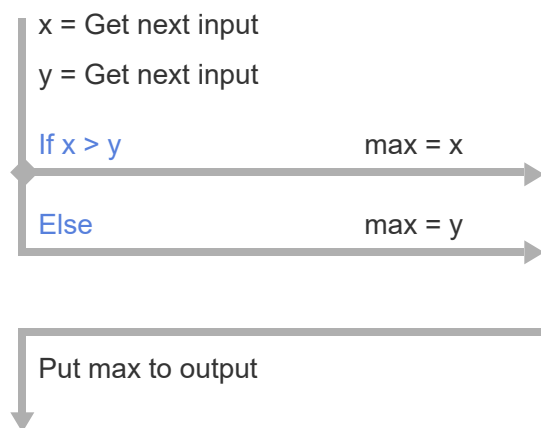 x = Get next input
y = Get next input
If x > y max = x
Else max = y
Put max to output